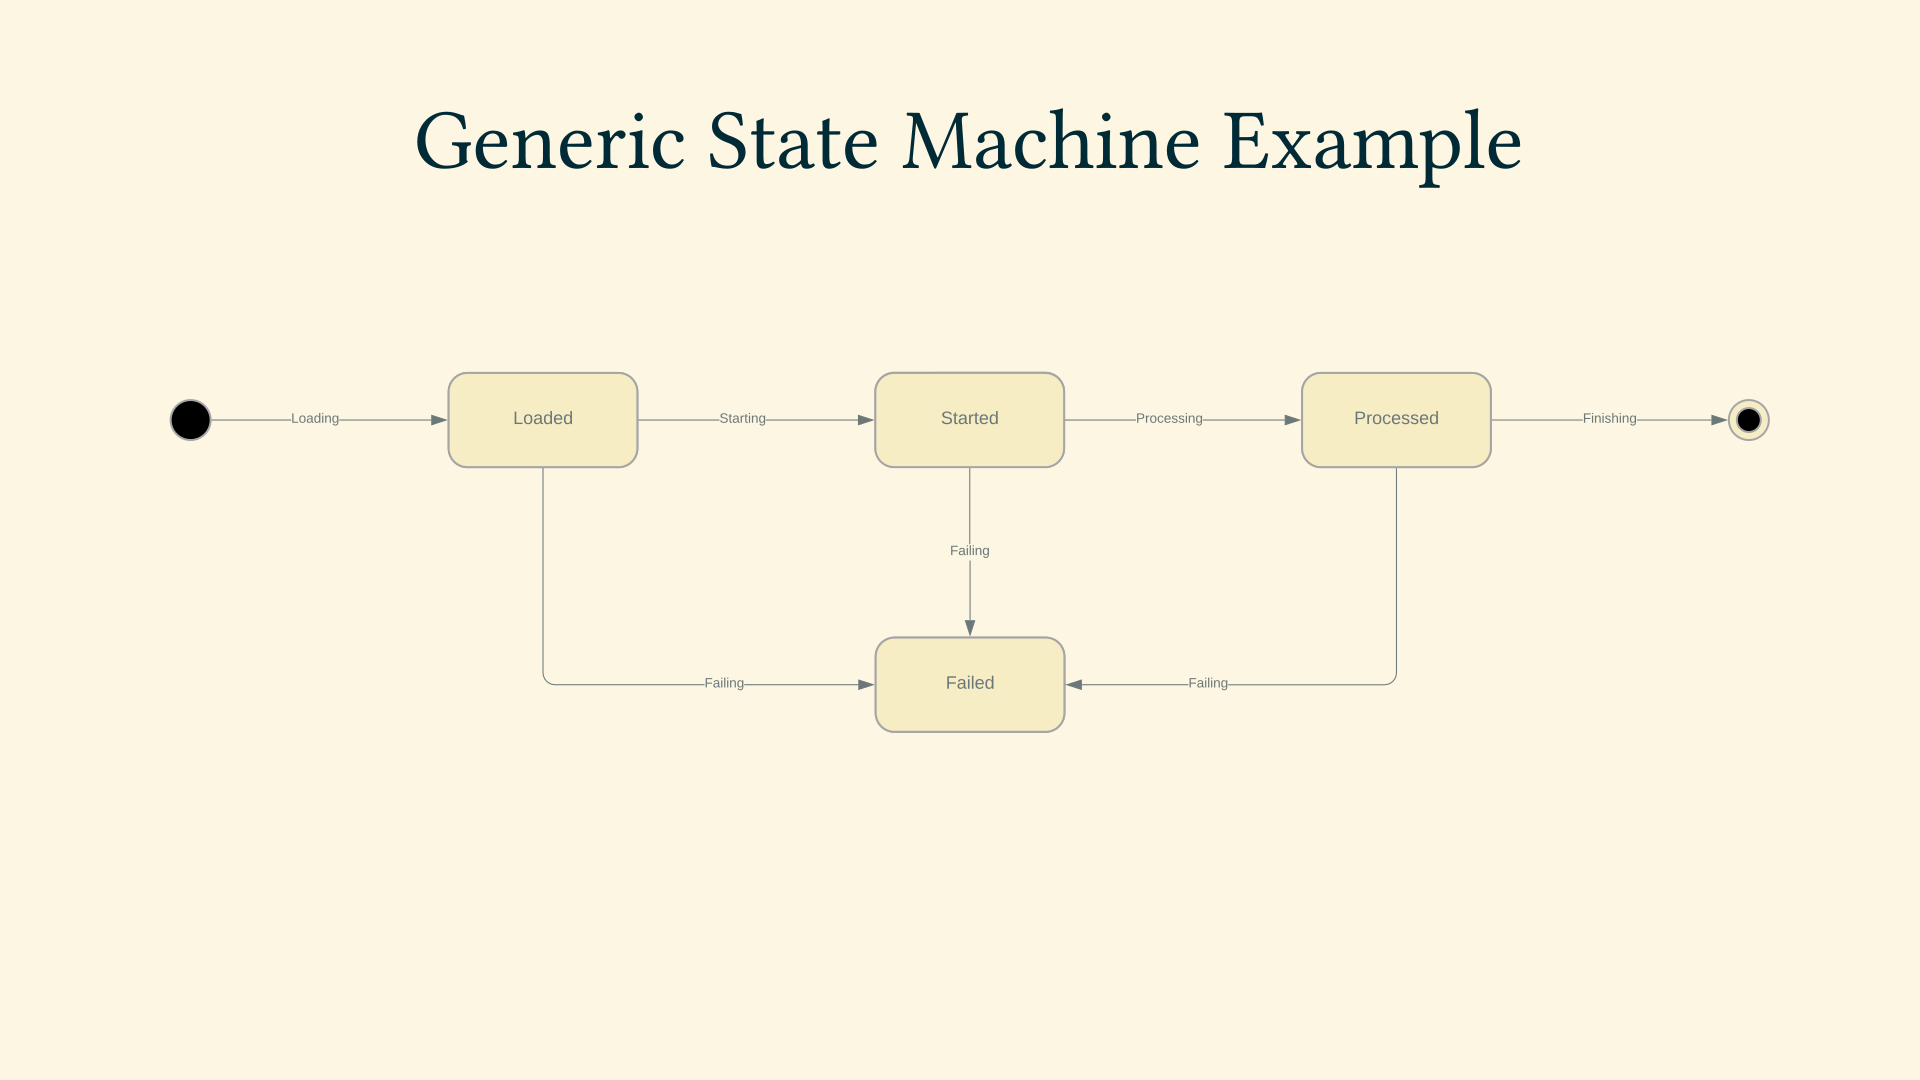 Generic State Machine Example
Loading
Loaded
Starting
Started
Processing
Processed
Finishing
Failing
Failing
Failed
Failing